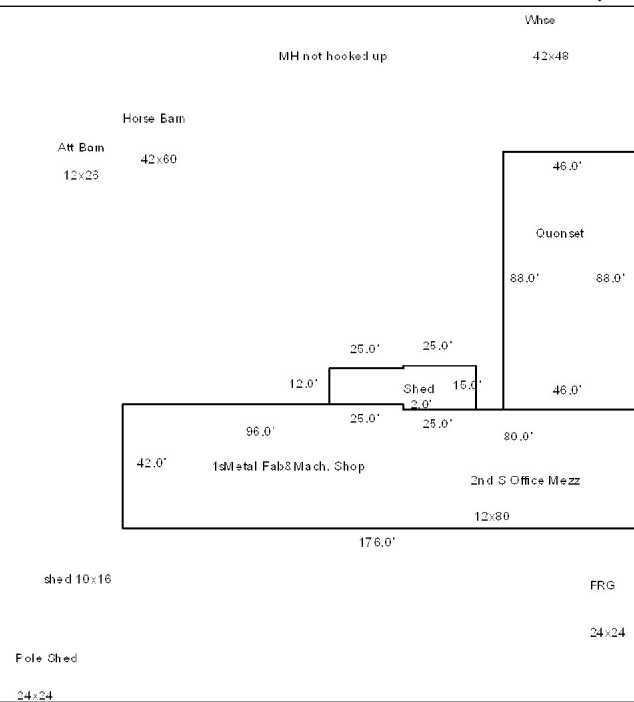 Whse
MH not hooked up
42x48
Horse Barn
Att Barn
42x60
12x26
46.0'
Quonset
88.0'
88.0'
25.0'
25.0'
12.0'
Shed
15.0'
2.0'
46.0'
25.0'
25.0'
96.0'
80.0'
42.0'
1sMetal Fab&Mach. Shop
2nd S Office Mezz
12x80
176.0'
shed 10x16
FRG
24x24
Pole Shed
24x24